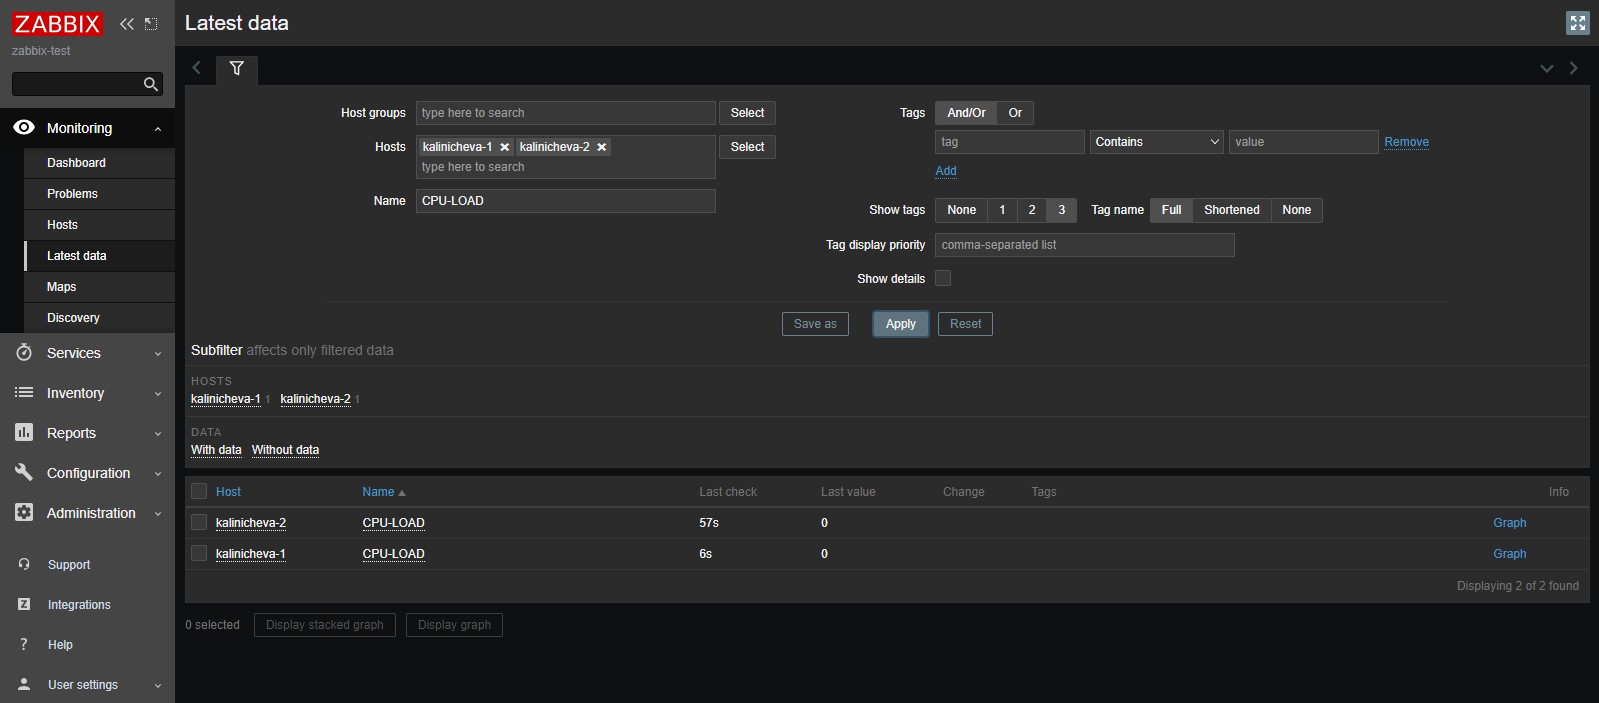 ZABBIX
zabbix-test
Monitoring
Dashboard
Problems
Hosts
Latest data
Maps
Discovery
Services
Inventory
Reports
Configuration
Administration
Support
Z Integrations
? Help
User settings
Latest data
Host groups type here to search Select
Hosts kalinicheva-1 kalinicheva-2 Select
type here to search
Name CPU-LOAD
Tags And/Or Or
tag Contains value Remove
Add
Show tags None 1 2 3 Tag name Full Shortened None
Tag display priority comma-separated list
Show details
Save as Apply Reset
Subfilter affects only filtered data
HOSTS
kalinicheva-1 1 kalinicheva-2 1
DATA
With data Without data
Host Name Last check Last value Change Tags Info
kalinicheva-2 CPU-LOAD 57s 0 Graph
kalinicheva-1 CPU-LOAD 6s 0 Graph
Displaying 2 of 2 found
0 selected Display stacked graph Display graph